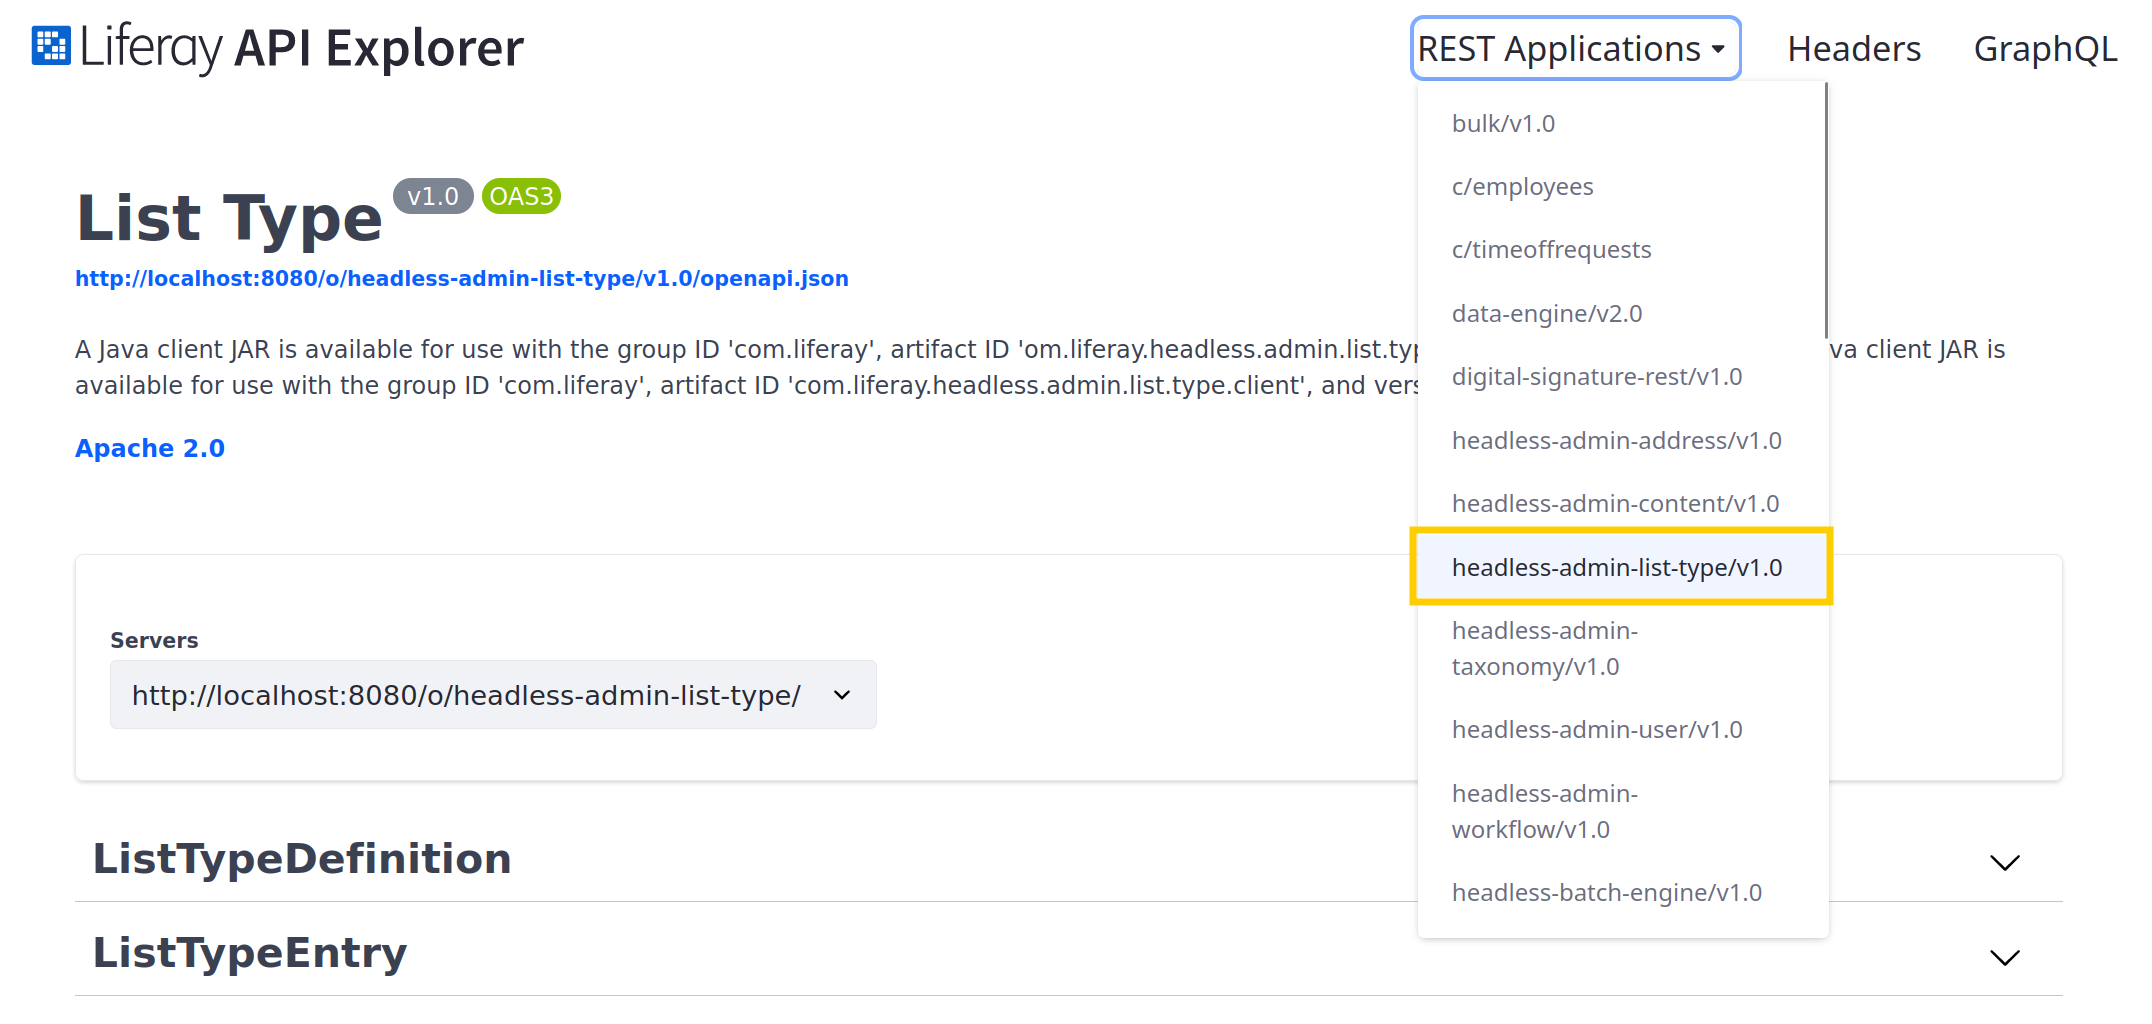 Liferay API Explorer
REST Applications
Headers
GraphQL
List Type
v1.0
OAS3
http://localhost:8080/o/headless-admin-list-type/v1.0/openapi.json
A Java client JAR is available for use with the group ID 'com.liferay', artifact ID 'om.liferay.headless.admin.list.typ
va client JAR is
available for use with the group ID 'com.liferay', artifact ID 'com.liferay.headless.admin.list.type.client', and vers
Apache 2.0
Servers
http://localhost:8080/o/headless-admin-list-type/
ListTypeDefinition
ListTypeEntry
bulk/v1.0
c/employees
c/timeoffrequests
data-engine/v2.0
digital-signature-rest/v1.0
headless-admin-address/v1.0
headless-admin-content/v1.0
headless-admin-list-type/v1.0
headless-admin-
taxonomy/v1.0
headless-admin-user/v1.0
headless-admin-
workflow/v1.0
headless-batch-engine/v1.0